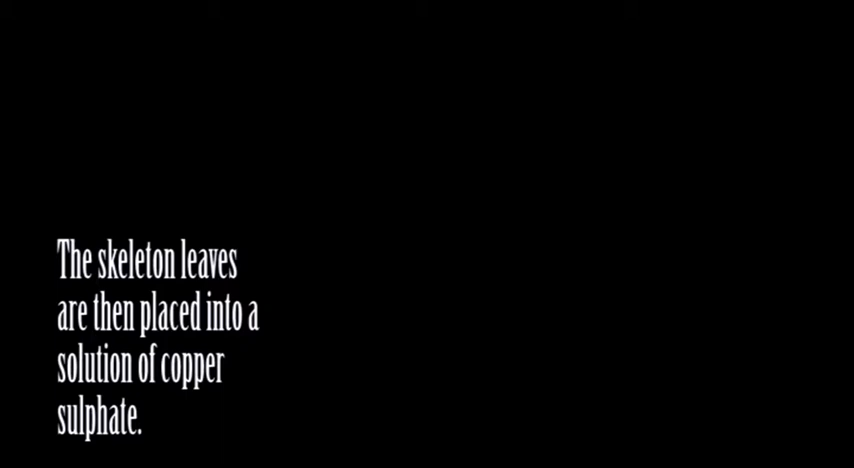 The skeleton leaves
are then placed into a
solution of copper
sulphate.